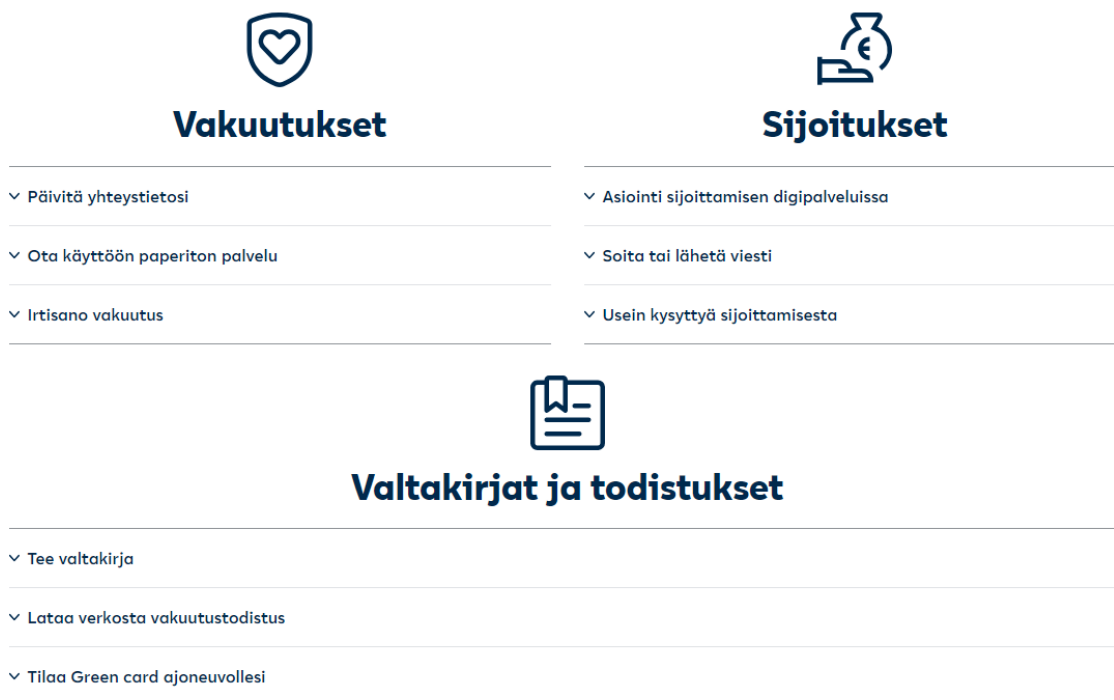 Vakuutukset
Päivitä yhteystietosi
Ota käyttöön paperiton palvelu
Irtisano vakuutus
€
Sijoitukset
Asiointi sijoittamisen digipalveluissa
Soita tai lähetä viesti
Usein kysyttyä sijoittamisesta
Valtakirjat ja todistukset
Tee valtakirja
Lataa verkosta vakuutustodistus
Tilaa Green card ajoneuvollesi